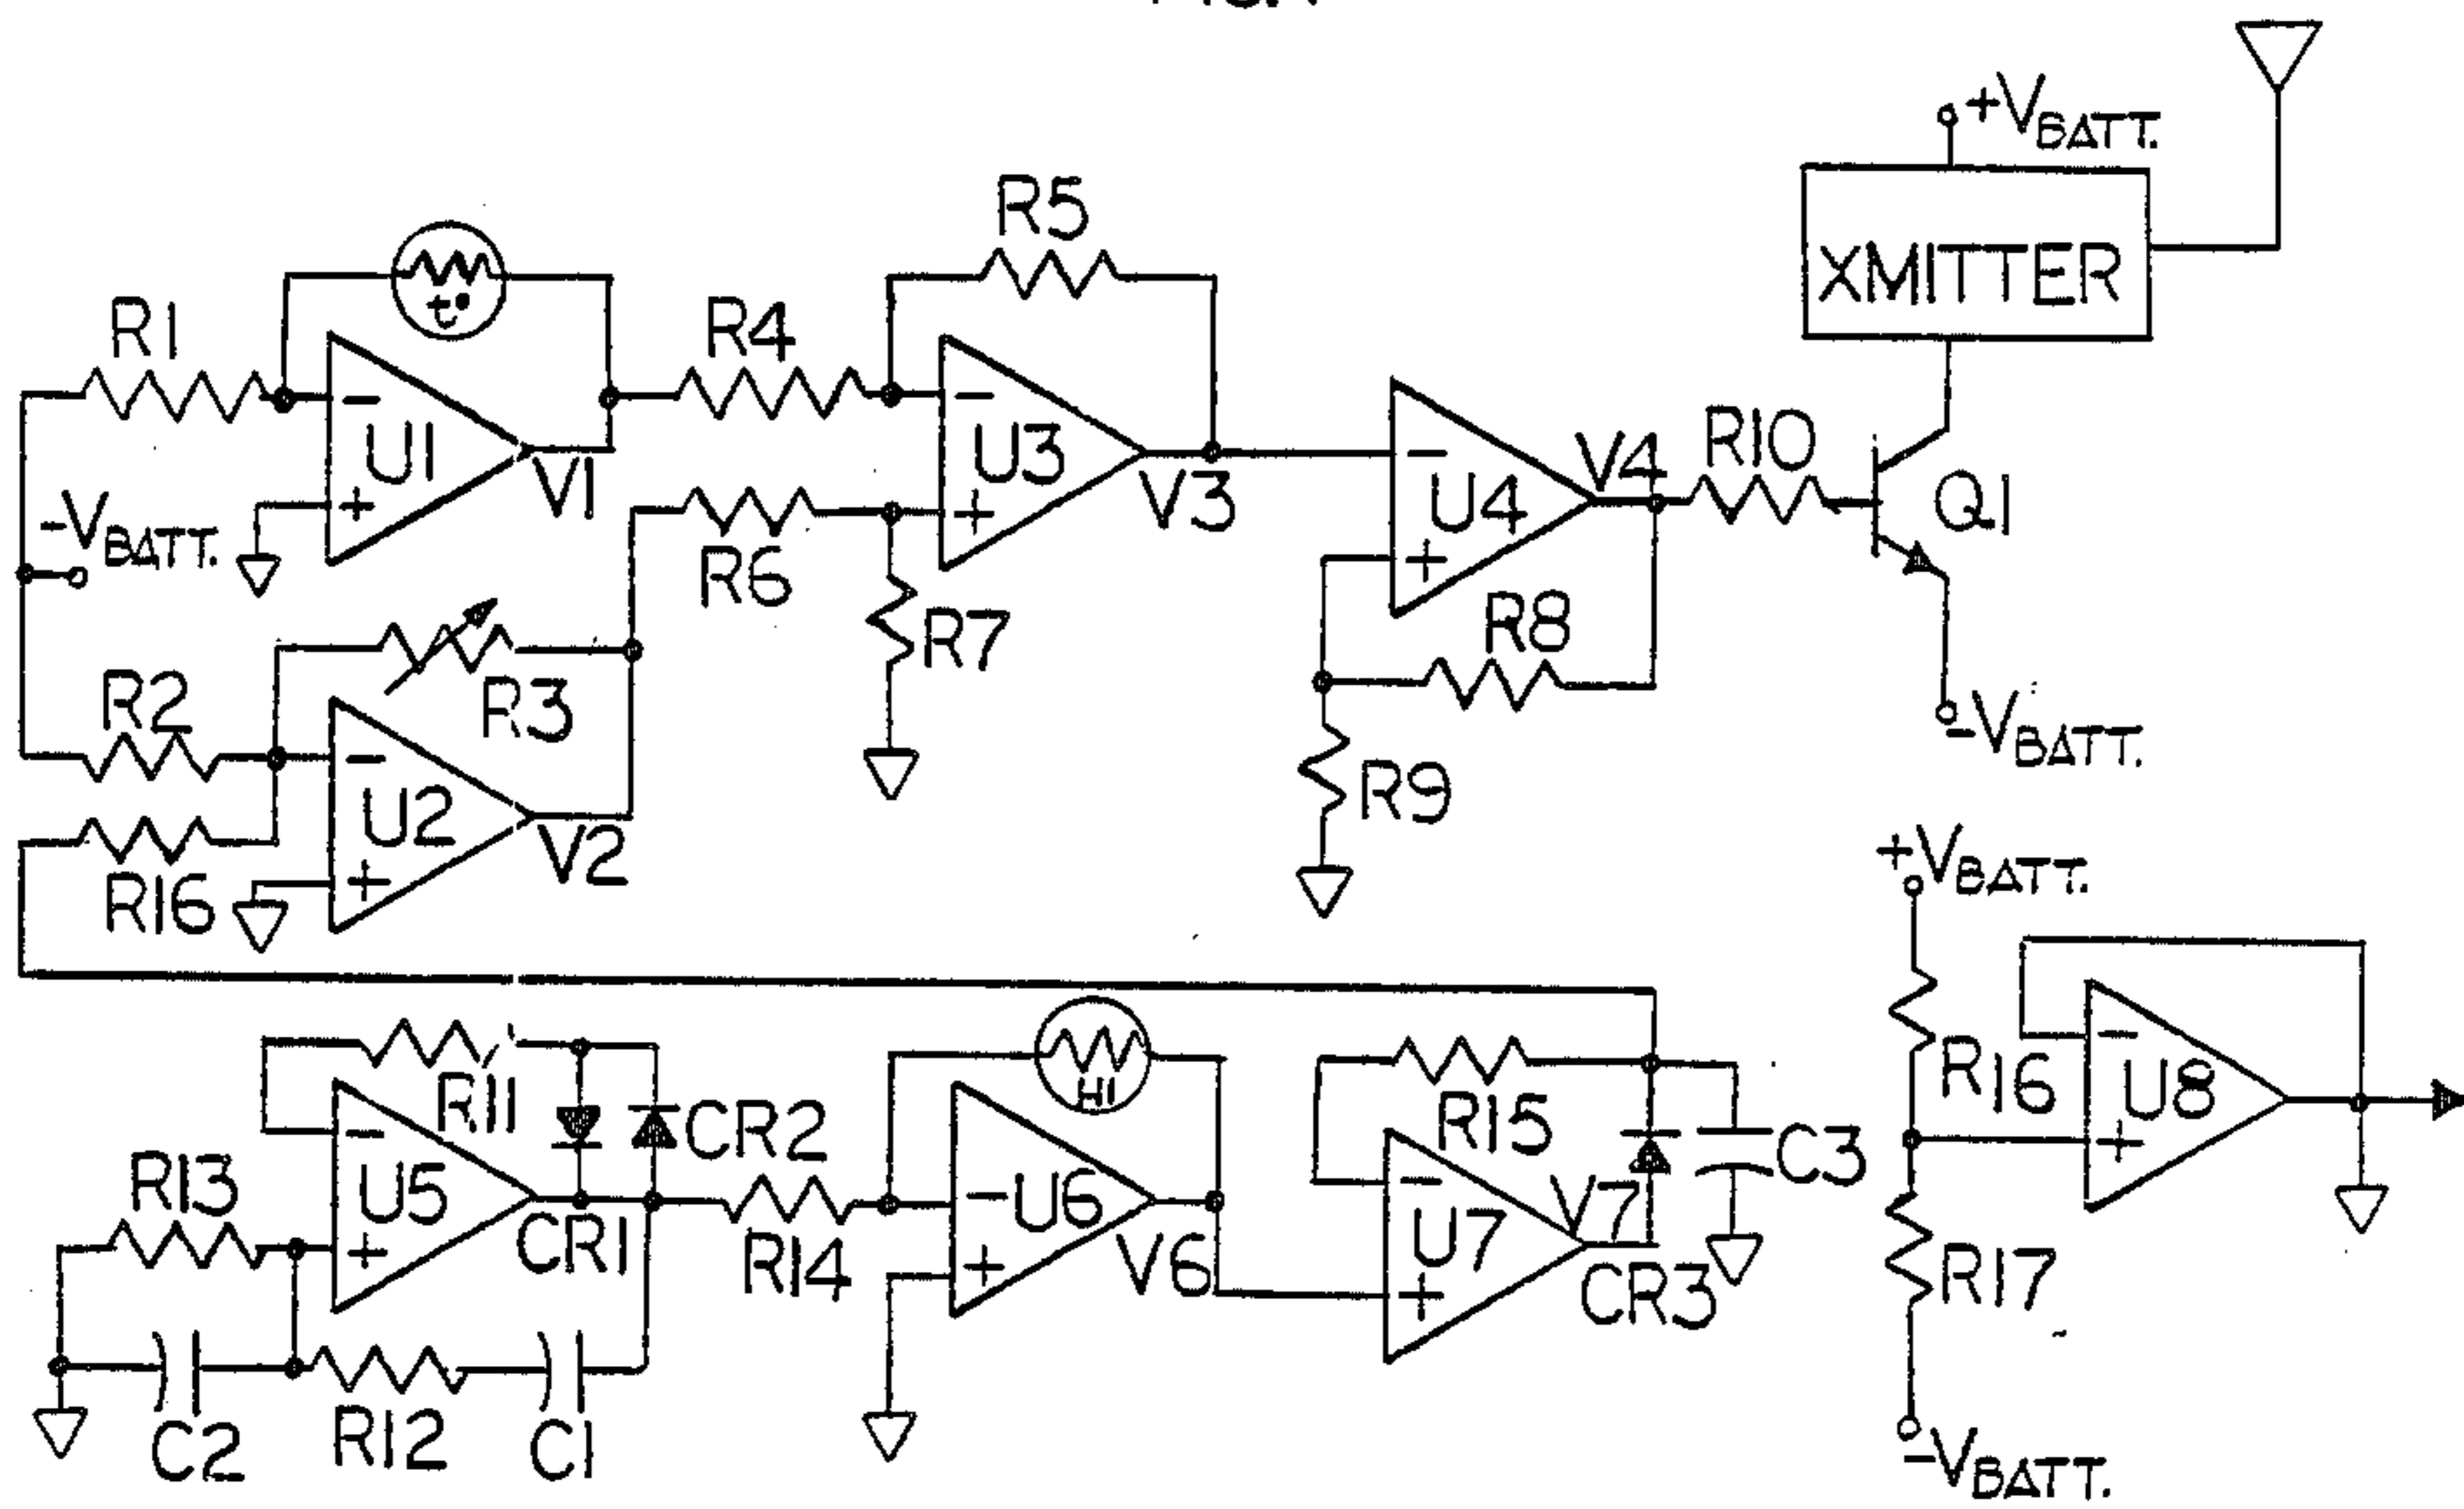 +VBATT.
XMITTER
R5
t°
R1
R4
U1
V1
-VBATT.
U3
V3
R6
R7
U4
V4
R10
Q1
R8
R9
-VBATT.
R2
R3
U2
V2
R16
+VBATT.
R16
U8
R17
-VBATT.
R11
U5
CR1
CR2
R13
R14
H1
U6
V6
R15
U7
V7
CR3
C3
C2
R12
C1